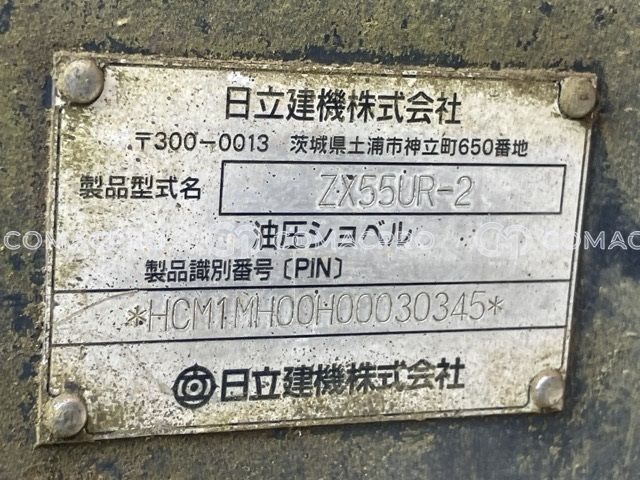 日立建機株式会社
〒300-0013 茨城県土浦市神立町650番地
製品型式名 ZX55UR-2
油圧ショベル
製品識別番号〔PIN〕
*HCM1MH00H00030345*
日立建機株式会社